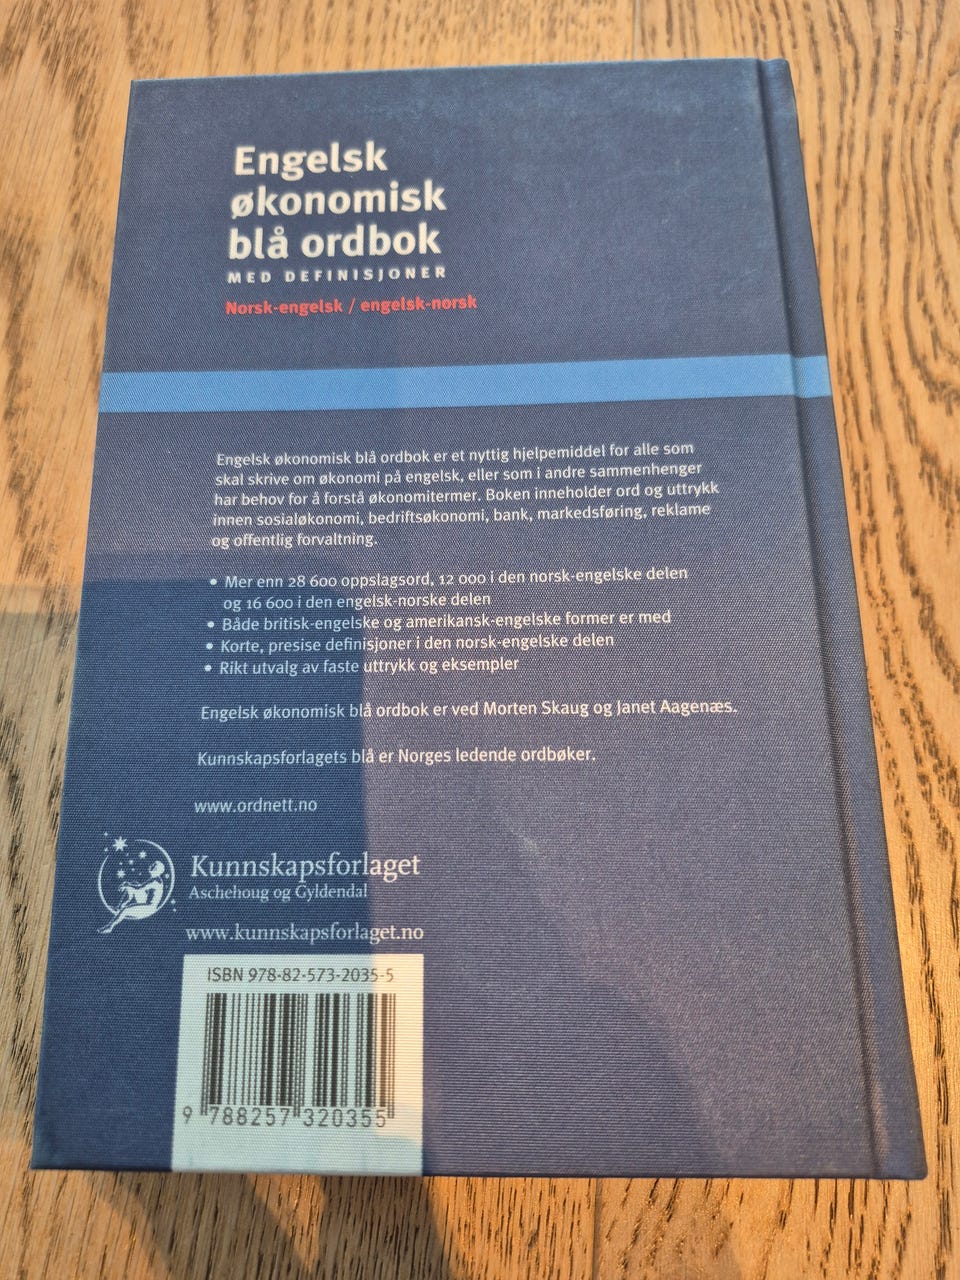 Engelsk
økonomisk
blå ordbok
MED DEFINISJONER
Norsk-engelsk / engelsk-norsk
Engelsk økonomisk blå ordbok er et nyttig hjelpemiddel for alle som
skal skrive om økonomi på engelsk, eller som i andre sammenhenger
har behov for å forstå økonomitermer. Boken inneholder ord og uttrykk
innen sosialøkonomi, bedriftsøkonomi, bank, markedsføring, reklame
og offentlig forvaltning.
• Mer enn 28 600 oppslagsord, 12 000 i den norsk-engelske delen
og 16 600 i den engelsk-norske delen
• Både britisk-engelske og amerikansk-engelske former er med
• Korte, presise definisjoner i den norsk-engelske delen
• Rikt utvalg av faste uttrykk og eksempler
Engelsk økonomisk blå ordbok er ved Morten Skaug og Janet Aagenæs.
Kunnskapsforlagets blå er Norges ledende ordbøker.
www.ordnett.no
Kunnskapsforlaget
Aschehoug og Gyldendal
www.kunnskapsforlaget.no
ISBN 978-82-573-2035-5
9 788257 320355